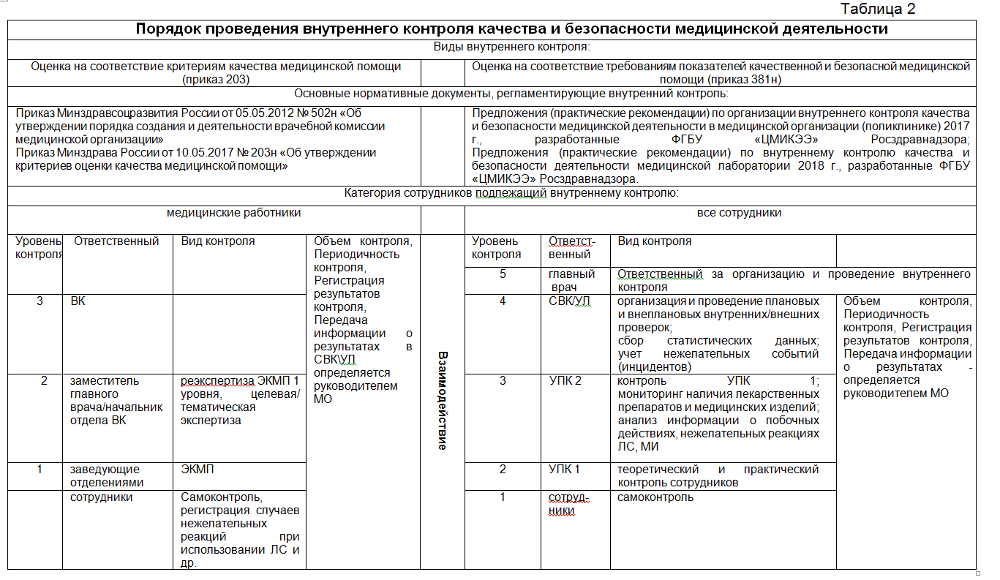 Таблица 2
Порядок проведения внутреннего контроля качества и безопасности медицинской деятельности
Виды внутреннего контроля:
Оценка на соответствие критериям качества медицинской помощи
(приказ 203)
Оценка на соответствие требованиям показателей качественной и безопасной медицинской
помощи (приказ 381н)
Основные нормативные документы, регламентирующие внутренний контроль:
Приказ Минздравсоцразвития России от 05.05.2012 № 502н «Об
утверждении порядка создания и деятельности врачебной комиссии
медицинской организации»
Приказ Минздрава России от 10.05.2017 № 203н «Об утверждении
критериев оценки качества медицинской помощи»
Предложения (практические рекомендации) по организации внутреннего контроля качества
и безопасности медицинской деятельности в медицинской организации (поликлинике) 2017
г., разработанные ФГБУ «ЦМИКЭЭ» Росздравнадзора;
Предложения (практические рекомендации) по внутреннему контролю качества и
безопасности деятельности медицинской лаборатории 2018 г., разработанные ФГБУ
«ЦМИКЭЭ» Росздравнадзора.
Категория сотрудников подлежащий внутреннему контролю:
медицинские работники
все сотрудники
Уровень
контроля
Ответственный
Вид контроля
Объем контроля,
Периодичность
контроля,
Регистрация
результатов
контроля,
Передача
информации о
результатах в
СВК\УЛ
определяется
руководителем
МО
3
ВК
2
заместитель
главного
врача/начальник
отдела ВК
реэкспертиза ЭКМП 1
уровня, целевая/
тематическая
экспертиза
1
заведующие
отделениями
ЭКМП
сотрудники
Самоконтроль,
регистрация случаев
нежелательных
реакций при
использовании ЛС и
др.
Взаимодействие
Уровень
контроля
Ответст-
венный
Вид контроля
5
главный
врач
Ответственный за организацию и проведение внутреннего
контроля
4
СВК/УЛ
организация и проведение плановых
и внеплановых внутренних/внешних
проверок;
сбор статистических данных;
учет нежелательных событий
(инцидентов)
Объем контроля,
Периодичность
контроля, Регистрация
результатов контроля,
Передача информации
о результатах -
определяется
руководителем МО
3
УПК 2
контроль УПК 1;
мониторинг наличия лекарственных
препаратов и медицинских изделий;
анализ информации о побочных
действиях, нежелательных реакциях
ЛС, МИ
2
УПК 1
теоретический и практический
контроль сотрудников
1
сотруд-
ники
самоконтроль